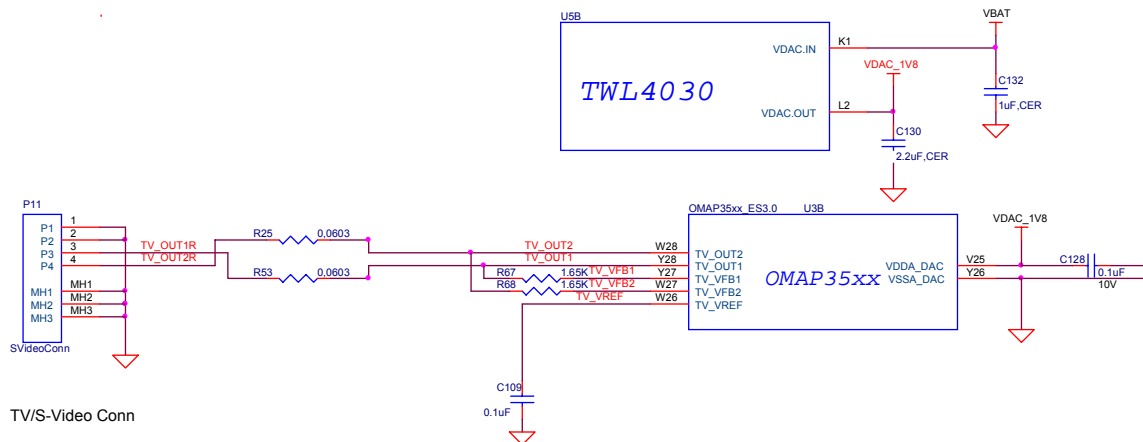 U5B
VBAT
VDAC.IN
K1
VDAC_1V8
TWL4030
C132
1uF,CER
VDAC.OUT
L2
C130
2.2uF,CER
P11
OMAP35xx_ES3.0 U3B
VDAC_1V8
P1 1
P2 2
P3 3 TV_OUT1R
P4 4 TV_OUT2R
MH1 MH1
MH2 MH2
MH3 MH3
SVideoConn
R25 0,0603
R53 0,0603
TV_OUT2 W28 TV_OUT2
TV_OUT1 Y28 TV_OUT1
R67 1.65K TV_VFB1 Y27 TV_VFB1
R68 1.65K TV_VFB2 W27 TV_VFB2
TV_VREF W26 TV_VREF
OMAP35xx
VDDA_DAC V25
VSSA_DAC Y26
C128
0.1uF
10V
C109
0.1uF
TV/S-Video Conn